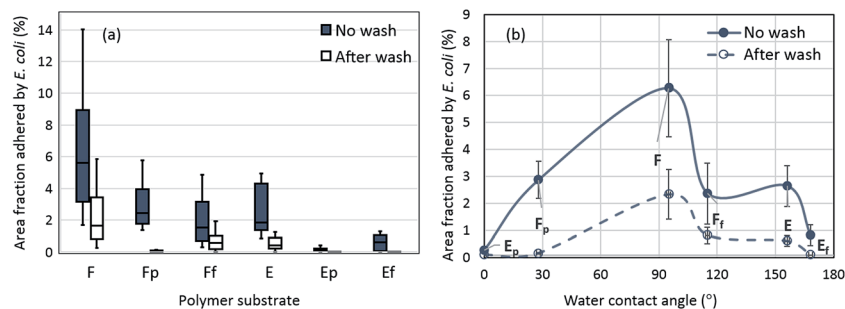 Area fraction adhered by E. coli (%)
14
12
10
8
6
4
2
0
(a)
No wash
After wash
F Fp Ff E Ep Ef
Polymer substrate
Area fraction adhered by E. coli (%)
9
8
7
6
5
4
3
2
1
0
(b)
No wash
After wash
F
Fp
Ff
E
Ep
Ef
0 30 60 90 120 150 180
Water contact angle (°)